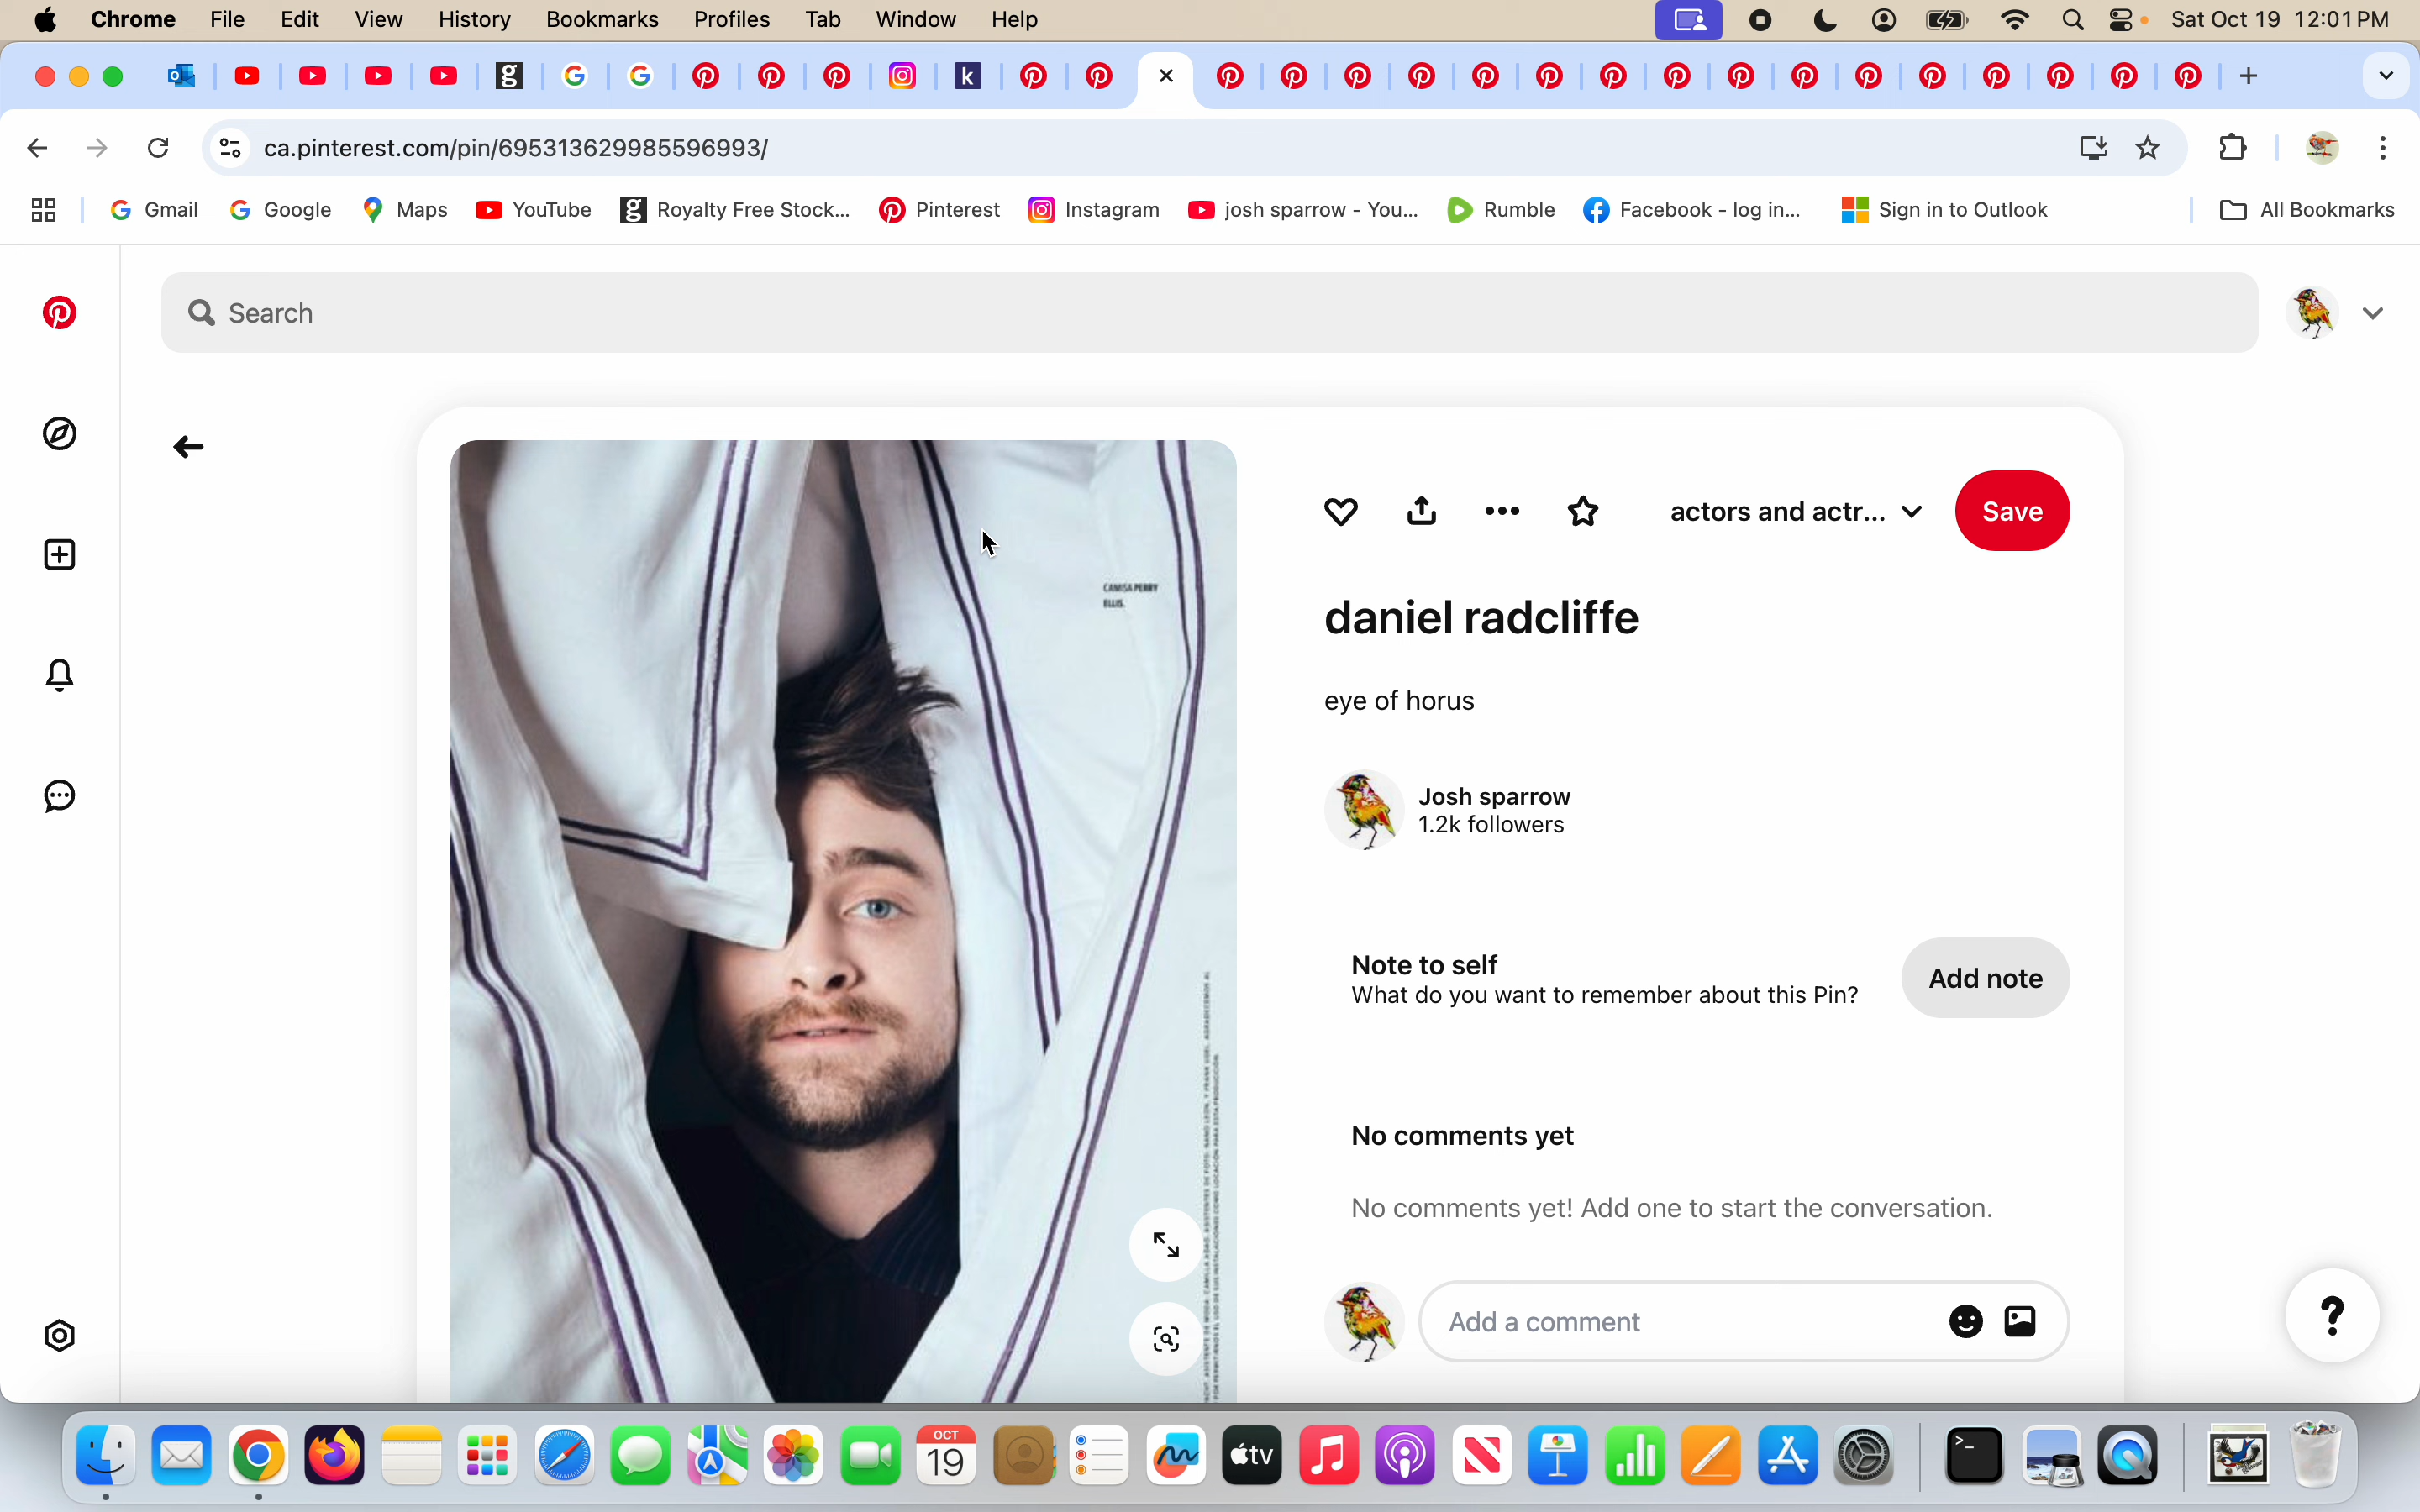 Chrome File Edit View History Bookmarks Profiles Tab Window Help Sat Oct 19 12:01 PM
ca.pinterest.com/pin/695313629985596993/
Gmail Google Maps YouTube Royalty Free Stock... Pinterest Instagram josh sparrow - You... Rumble Facebook - log in... Sign in to Outlook All Bookmarks
Search
actors and actr... Save
CAMISA PERRY
ELLIS.
daniel radcliffe
eye of horus
Josh sparrow
1.2k followers
Note to self
What do you want to remember about this Pin?
Add note
No comments yet
No comments yet! Add one to start the conversation.
Add a comment
?
OCT
19
tv